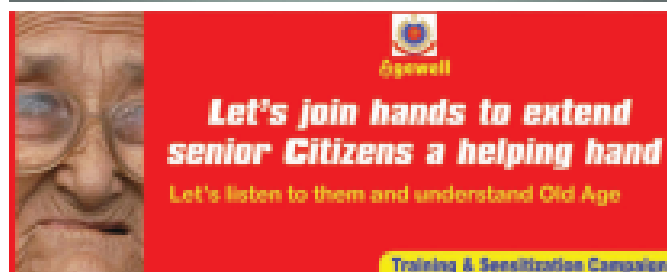 Agewell
Let's join hands to extend
senior Citizens a helping hand
Let's listen to them and understand Old Age
Training & Sensitization Campaign